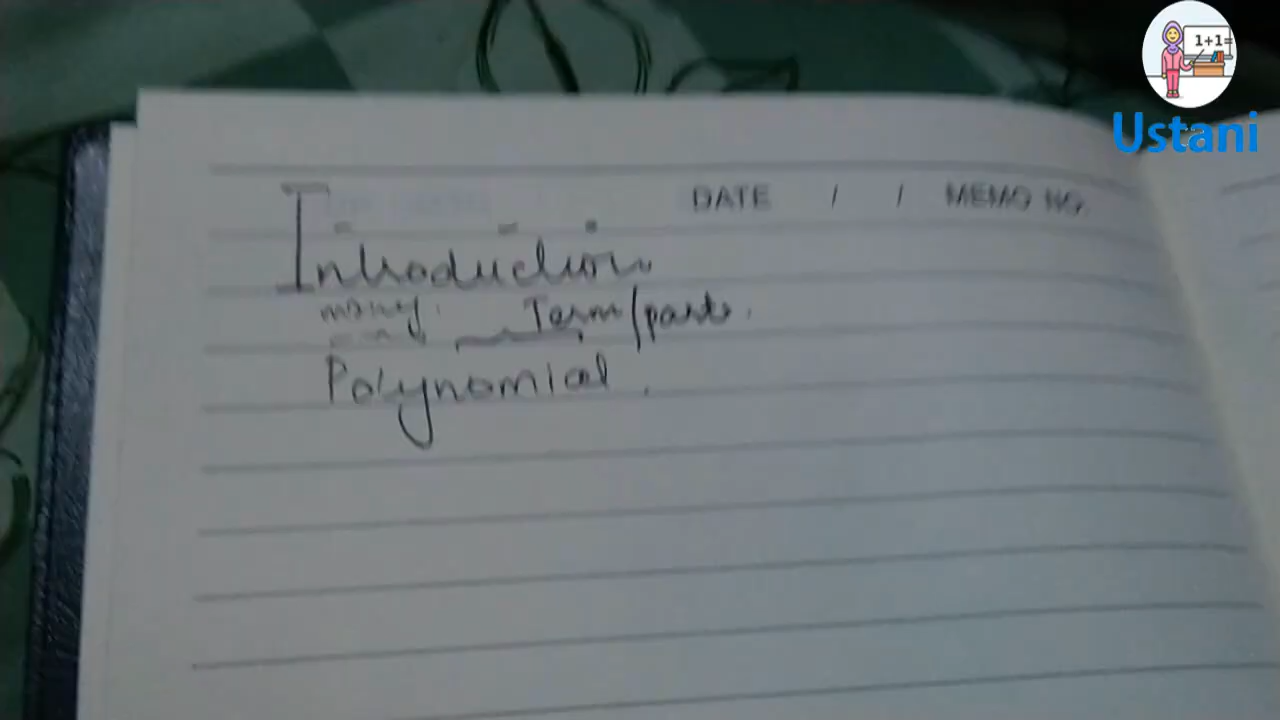 1+1=
Ustani
DATE / / MEMO NO.
Introduction
many. Term/parts.
Polynomial.